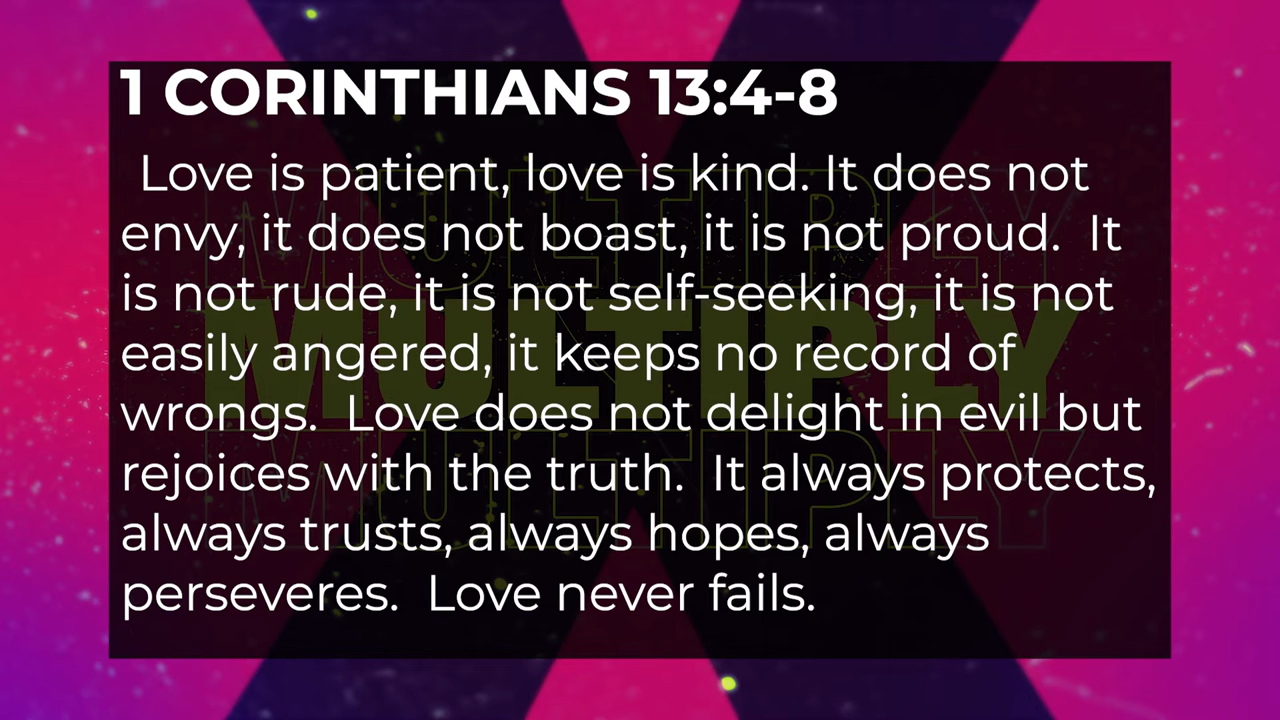 1 CORINTHIANS 13:4-8
Love is patient, love is kind. It does not
envy, it does not boast, it is not proud.  It
is not rude, it is not self-seeking, it is not
easily angered, it keeps no record of
wrongs.  Love does not delight in evil but
rejoices with the truth.  It always protects,
always trusts, always hopes, always
perseveres.  Love never fails.
MULTIPLY
MULTIPLY
MULTIPLY